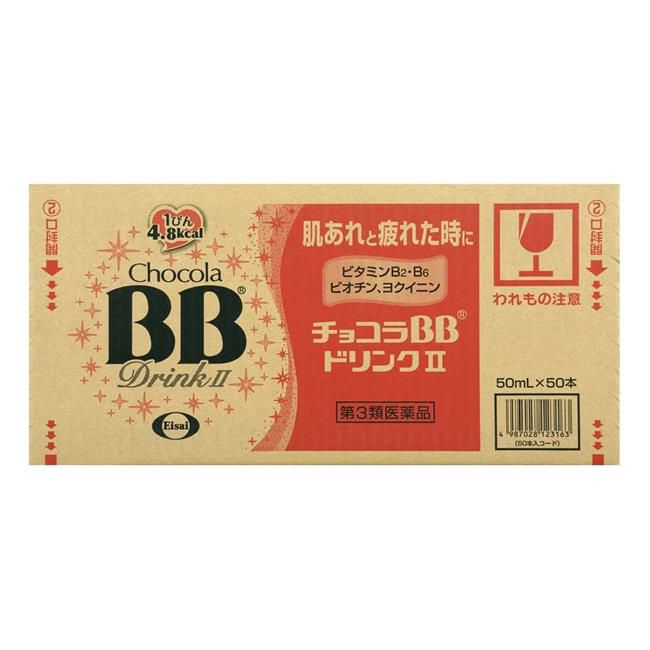 ② 開封口
1びん
4.8kcal
Chocola
BB®
Drink II
Eisai
肌あれと疲れた時に
ビタミンB2・B6
ビオチン、ヨクイニン
チョコラBB®
ドリンクII
第3類医薬品
われもの注意
50mL×50本
4 987028 123163
(50本入コード)
② 開封口